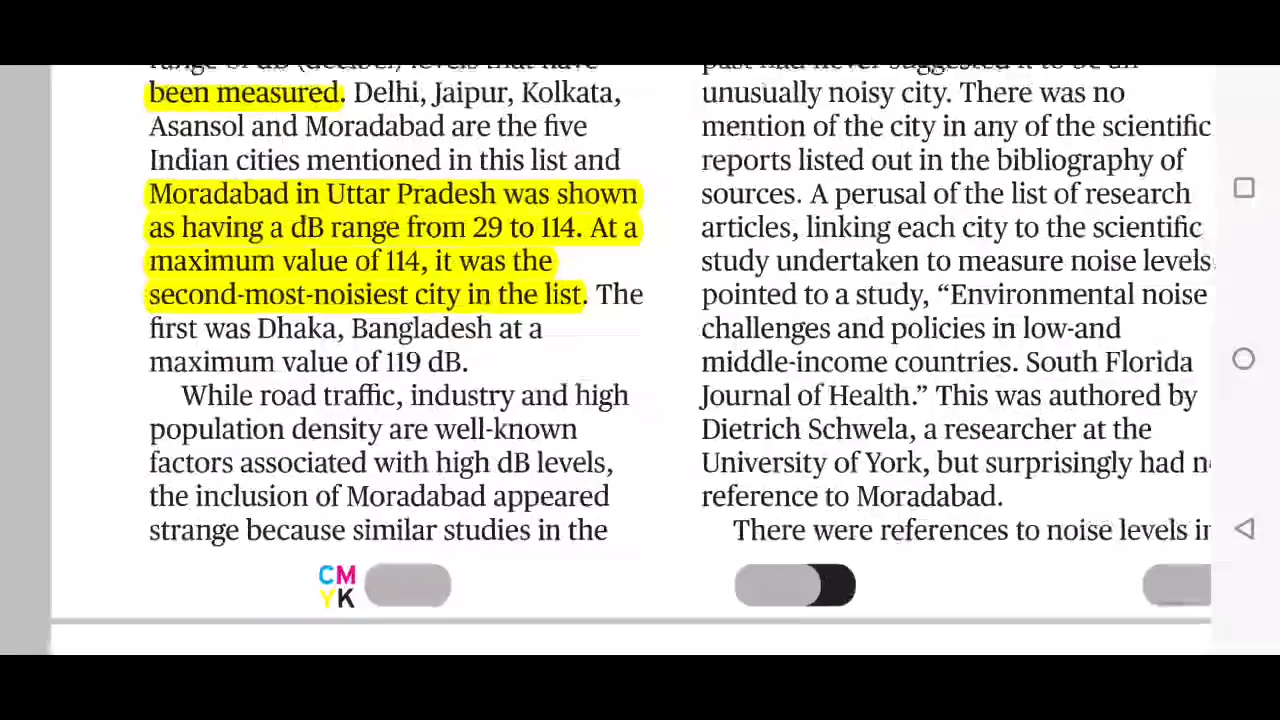 been measured. Delhi, Jaipur, Kolkata,
Asansol and Moradabad are the five
Indian cities mentioned in this list and
Moradabad in Uttar Pradesh was shown
as having a dB range from 29 to 114. At a
maximum value of 114, it was the
second-most-noisiest city in the list. The
first was Dhaka, Bangladesh at a
maximum value of 119 dB.
While road traffic, industry and high
population density are well-known
factors associated with high dB levels,
the inclusion of Moradabad appeared
strange because similar studies in the
unusually noisy city. There was no
mention of the city in any of the scientific
reports listed out in the bibliography of
sources. A perusal of the list of research
articles, linking each city to the scientific
study undertaken to measure noise levels
pointed to a study, “Environmental noise
challenges and policies in low-and
middle-income countries. South Florida
Journal of Health.” This was authored by
Dietrich Schwela, a researcher at the
University of York, but surprisingly had
reference to Moradabad.
There were references to noise levels
CM
YK